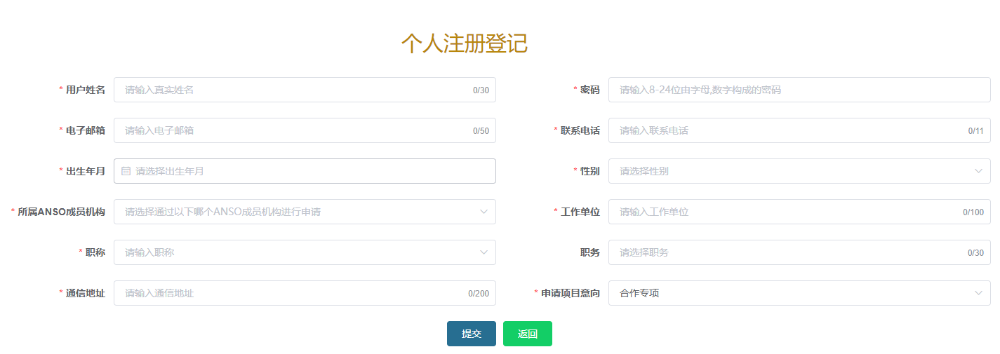 个人注册登记
* 用户姓名 请输入真实姓名 0/30 * 密码 请输入8-24位由字母,数字构成的密码
* 电子邮箱 请输入电子邮箱 0/50 * 联系电话 请输入联系电话 0/11
* 出生年月 请选择出生年月 * 性别 请选择性别
* 所属ANSO成员机构 请选择通过以下哪个ANSO成员机构进行申请 * 工作单位 请输入工作单位 0/100
* 职称 请输入职称 职务 请选择职务 0/30
* 通信地址 请输入通信地址 0/200 * 申请项目意向 合作专项
提交 返回